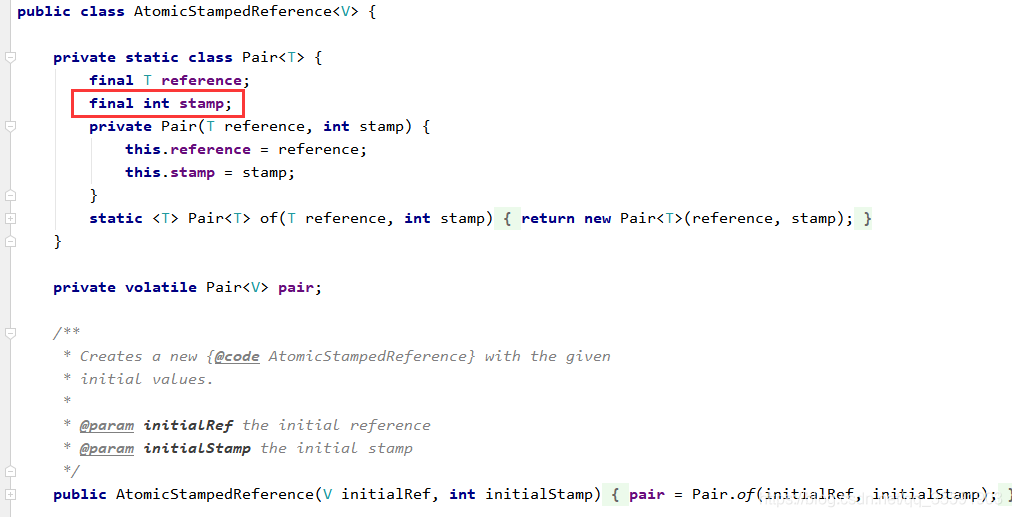 public class AtomicStampedReference<V> {
private static class Pair<T> {
final T reference;
final int stamp;
private Pair(T reference, int stamp) {
this.reference = reference;
this.stamp = stamp;
}
static <T> Pair<T> of(T reference, int stamp) { return new Pair<T>(reference, stamp); }
}
private volatile Pair<V> pair;
/**
* Creates a new {@code AtomicStampedReference} with the given
* initial values.
*
* @param initialRef the initial reference
* @param initialStamp the initial stamp
*/
public AtomicStampedReference(V initialRef, int initialStamp) { pair = Pair.of(initialRef, initialStamp); }